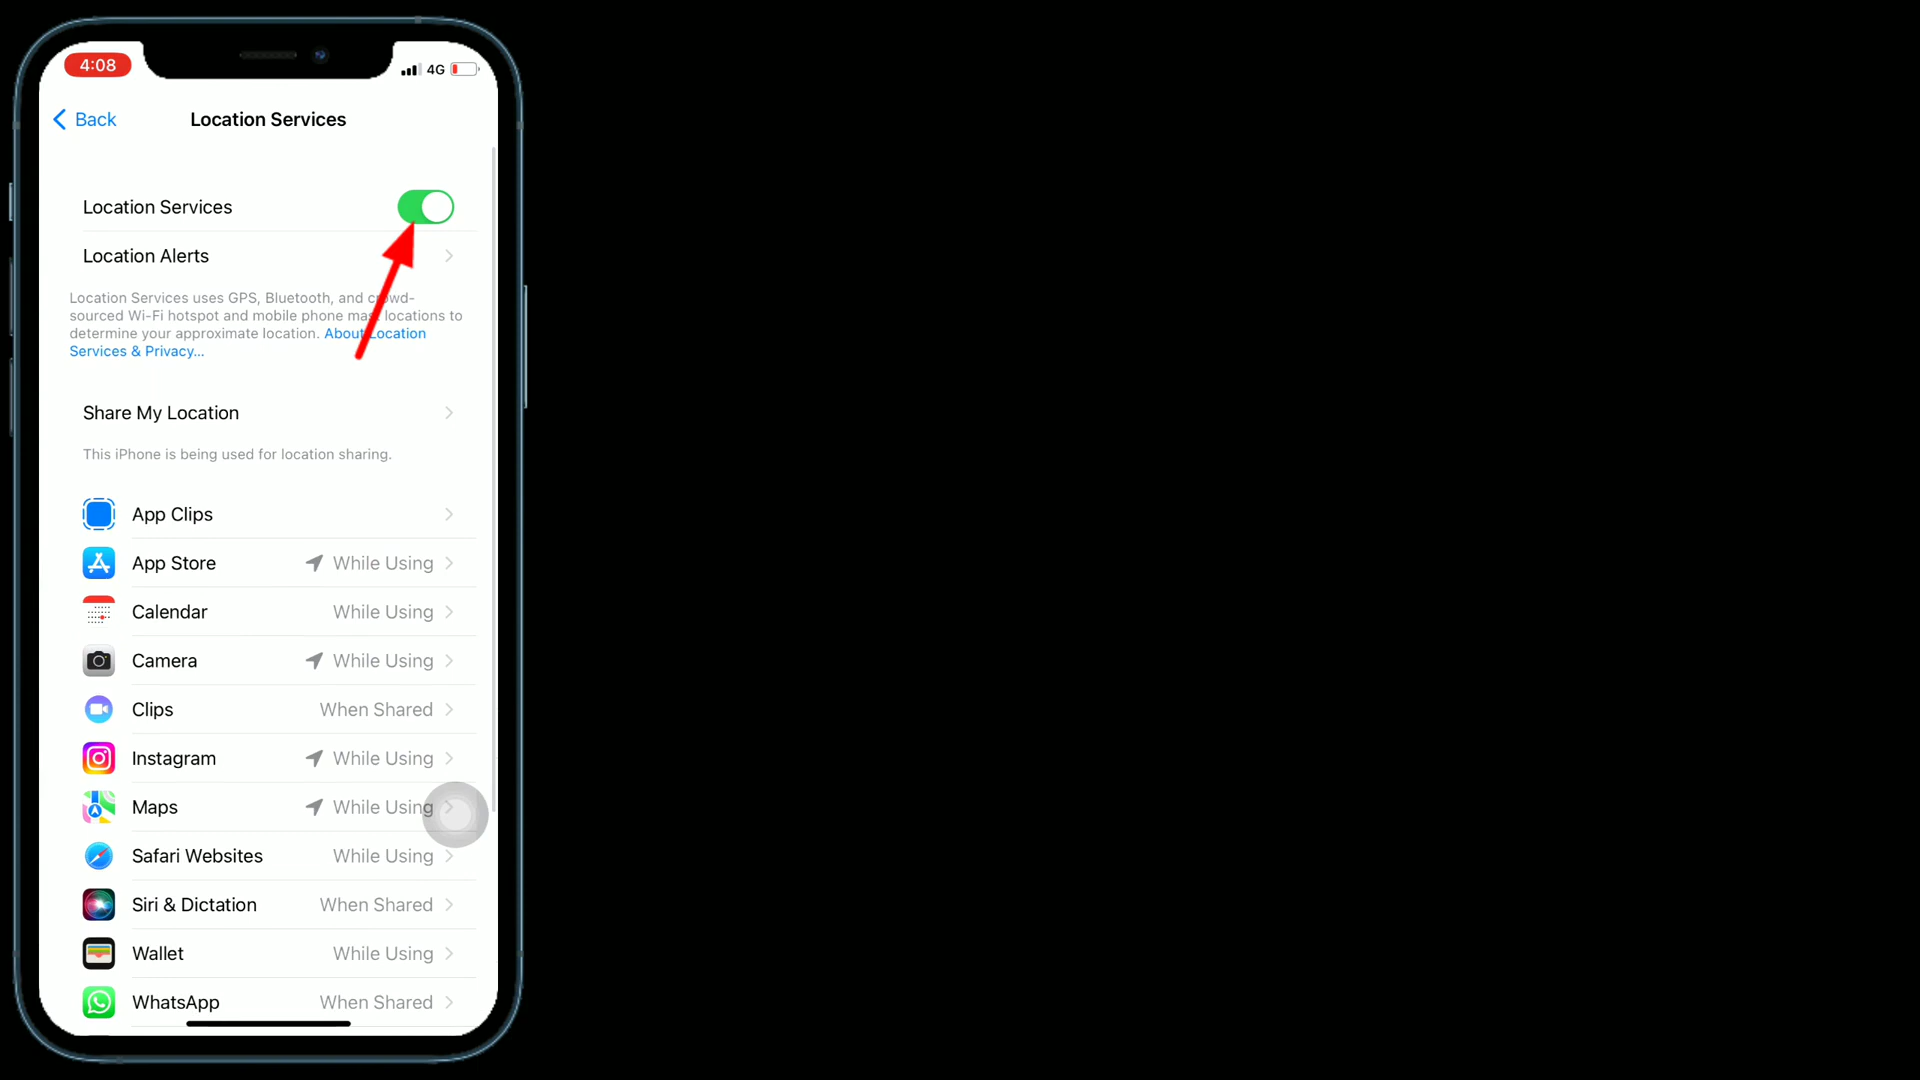 4:08
4G
Back
Location Services
Location Services
Location Alerts
Location Services uses GPS, Bluetooth, and crowd-
sourced Wi-Fi hotspot and mobile phone mast locations to
determine your approximate location. About Location
Services & Privacy...
Share My Location
This iPhone is being used for location sharing.
App Clips
App Store While Using
Calendar While Using
Camera While Using
Clips When Shared
Instagram While Using
Maps While Using
Safari Websites While Using
Siri & Dictation When Shared
Wallet While Using
WhatsApp When Shared